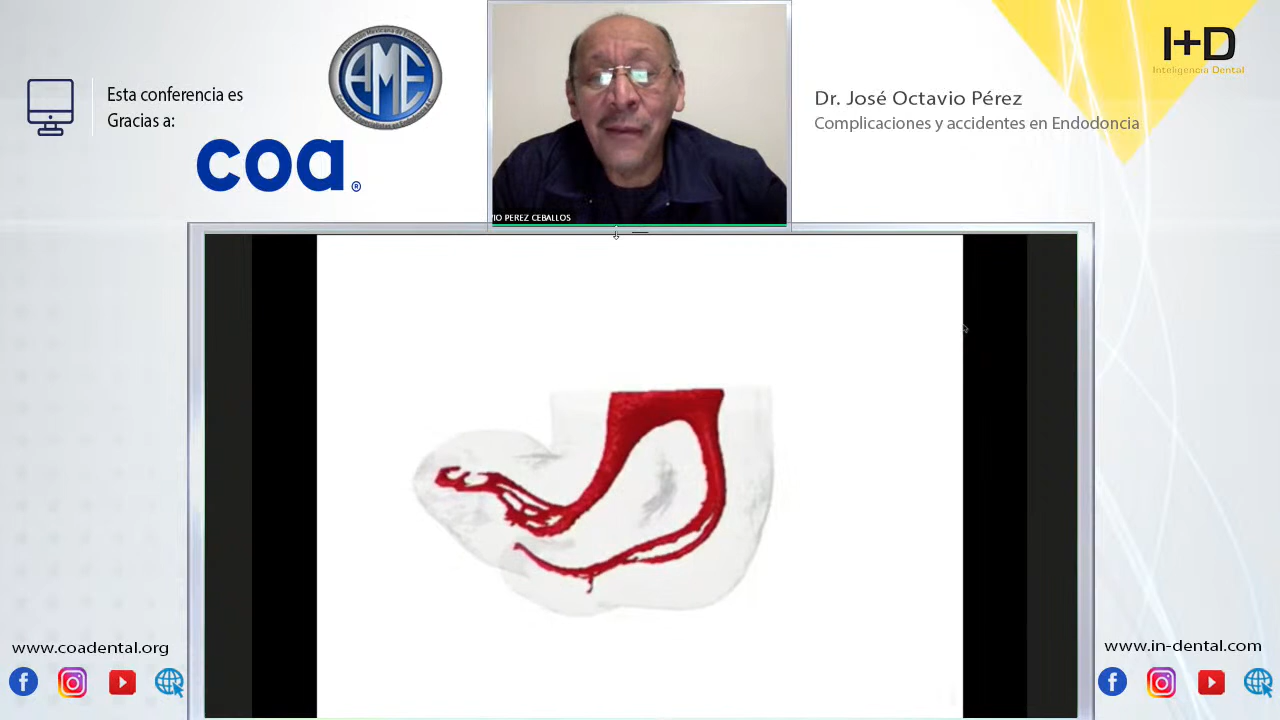 Esta conferencia es
Gracias a:
AME
coa®
IO PEREZ CEBALLOS
Dr. José Octavio Pérez
Complicaciones y accidentes en Endodoncia
I+D
Inteligencia Dental
www.coadental.org
www.in-dental.com